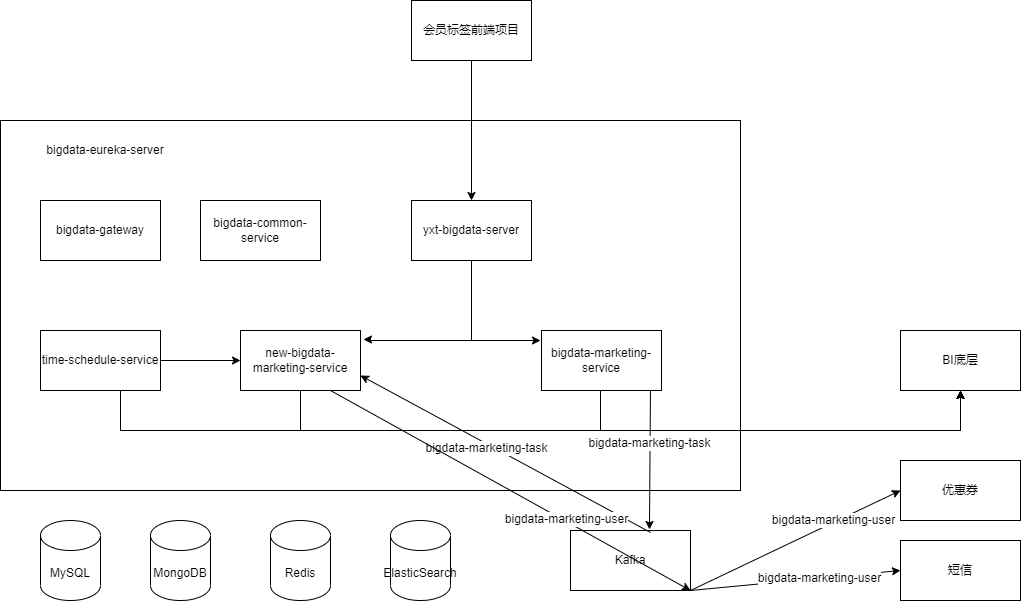 会员标签前端项目
bigdata-eureka-server
bigdata-gateway
bigdata-common-
service
yxt-bigdata-server
time-schedule-service
new-bigdata-
marketing-service
bigdata-marketing-
service
BI底层
bigdata-marketing-task
bigdata-marketing-task
优惠券
bigdata-marketing-user
bigdata-marketing-user
MySQL
MongoDB
Redis
ElasticSearch
Kafka
bigdata-marketing-user
短信